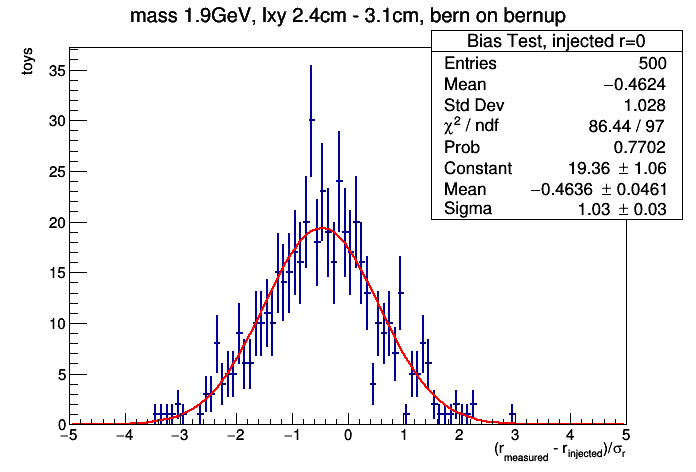 mass 1.9GeV, lxy 2.4cm - 3.1cm, bern on bernup
toys
Bias Test, injected r=0
Entries 500
Mean −0.4624
Std Dev 1.028
χ² / ndf 86.44 / 97
Prob 0.7702
Constant 19.36 ± 1.06
Mean −0.4636 ± 0.0461
Sigma 1.03 ± 0.03
35
30
25
20
15
10
5
0
−5 −4 −3 −2 −1 0 1 2 3 4 5
(r_measured - r_injected)/σ_r